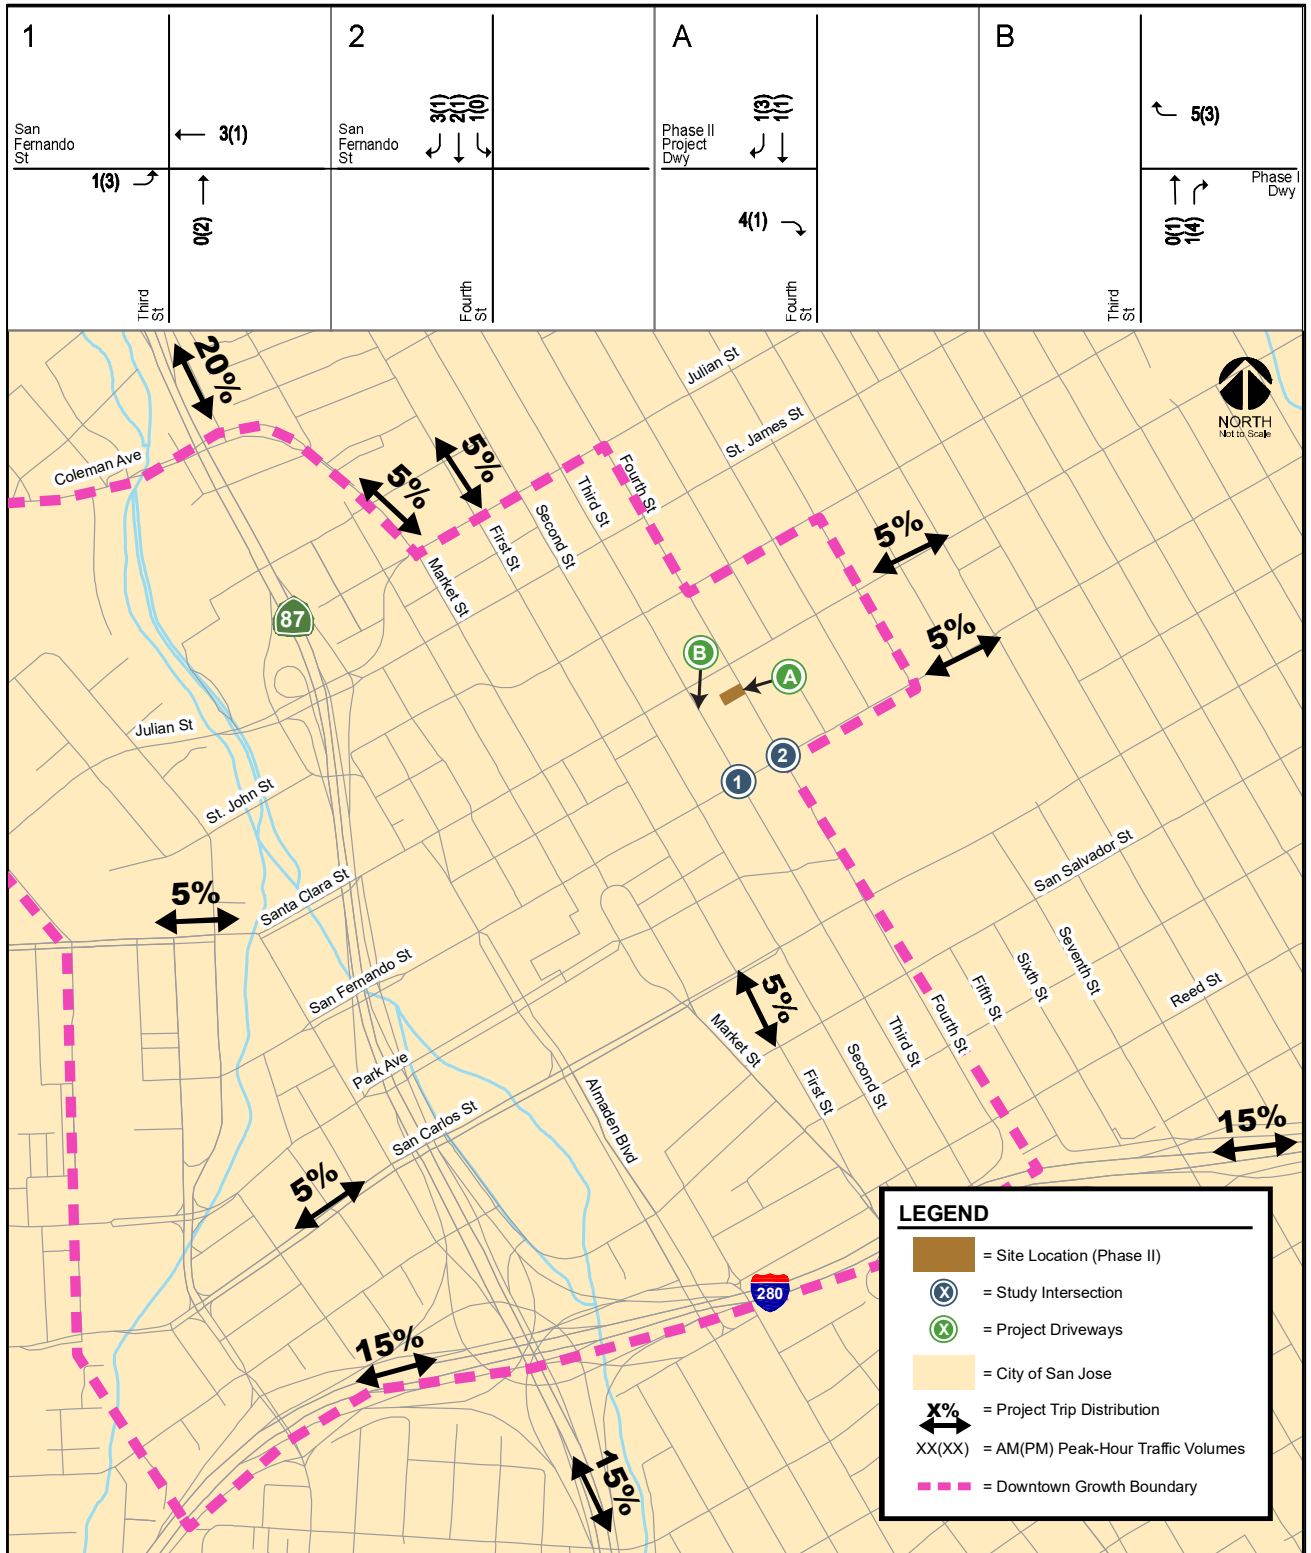 1
San
Fernando
St
3(1)
1(3)
0(2)
Third
St
2
San
Fernando
St
3(1)
2(1)
1(0)
Fourth
St
A
Phase II
Project
Dwy
1(3)
1(1)
4(1)
Fourth
St
B
5(3)
Phase I
Dwy
0(1)
1(4)
Third
St
20%
Julian St
NORTH
Not to Scale
St. James St
5%
Coleman Ave
5%
Fourth St
Third St
Second St
First St
Market St
5%
87
5%
B
A
Julian St
2
1
St. John St
San Salvador St
5%
Santa Clara St
San Fernando St
Seventh St
Sixth St
Fifth St
Reed St
5%
Fourth St
Third St
Market St
Second St
First St
Park Ave
Almaden Blvd
San Carlos St
15%
5%
280
15%
15%
LEGEND
= Site Location (Phase II)
X = Study Intersection
X = Project Driveways
= City of San Jose
X% = Project Trip Distribution
XX(XX) = AM(PM) Peak-Hour Traffic Volumes
= Downtown Growth Boundary